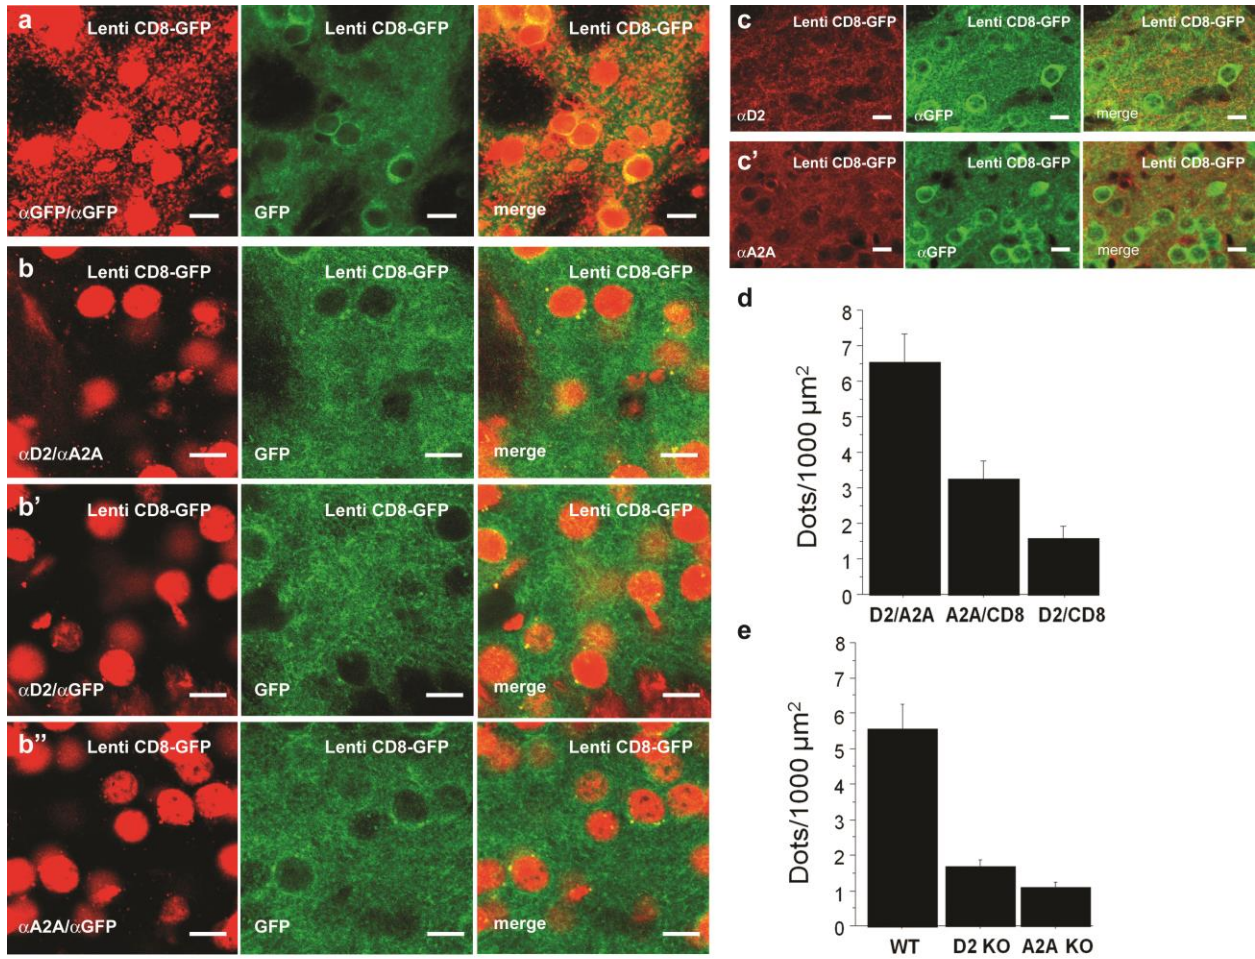 a
Lenti CD8-GFP
αGFP/αGFP
Lenti CD8-GFP
GFP
Lenti CD8-GFP
merge
b
Lenti CD8-GFP
αD2/αA2A
Lenti CD8-GFP
GFP
Lenti CD8-GFP
merge
b’
Lenti CD8-GFP
αD2/αGFP
Lenti CD8-GFP
GFP
Lenti CD8-GFP
merge
b’’
Lenti CD8-GFP
αA2A/αGFP
Lenti CD8-GFP
GFP
Lenti CD8-GFP
merge
c
Lenti CD8-GFP
αD2
Lenti CD8-GFP
αGFP
Lenti CD8-GFP
merge
c’
Lenti CD8-GFP
αA2A
Lenti CD8-GFP
αGFP
Lenti CD8-GFP
merge
d
Dots/1000 μm²
8
7
6
5
4
3
2
1
0
D2/A2A
A2A/CD8
D2/CD8
e
Dots/1000 μm²
8
7
6
5
4
3
2
1
0
WT
D2 KO
A2A KO